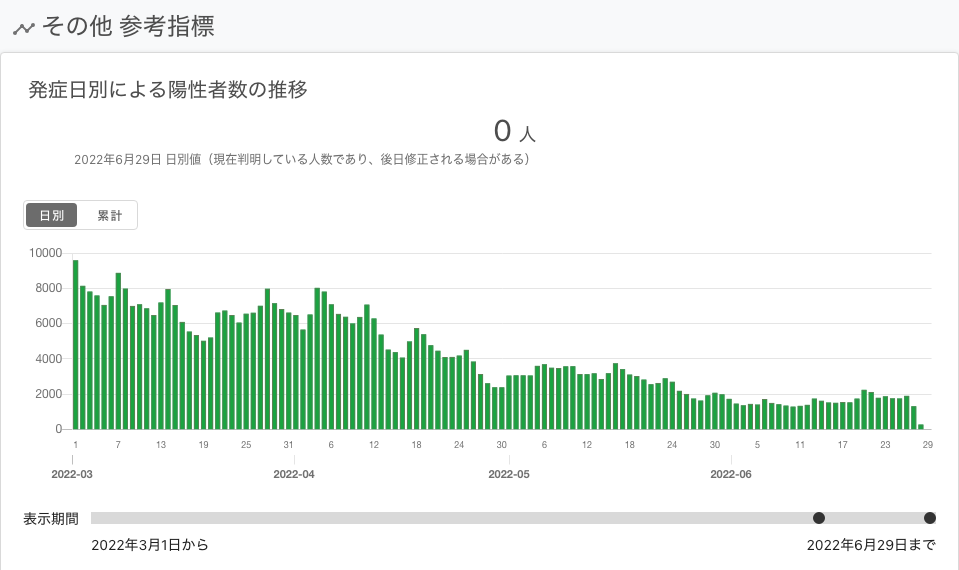 その他 参考指標
発症日別による陽性者数の推移
0 人
2022年6月29日 日別値（現在判明している人数であり、後日修正される場合がある）
日別 累計
10000
8000
6000
4000
2000
0
1 7 13 19 25 31 6 12 18 24 30 6 12 18 24 30 5 11 17 23 29
2022-03 2022-04 2022-05 2022-06
表示期間
2022年3月1日から 2022年6月29日まで